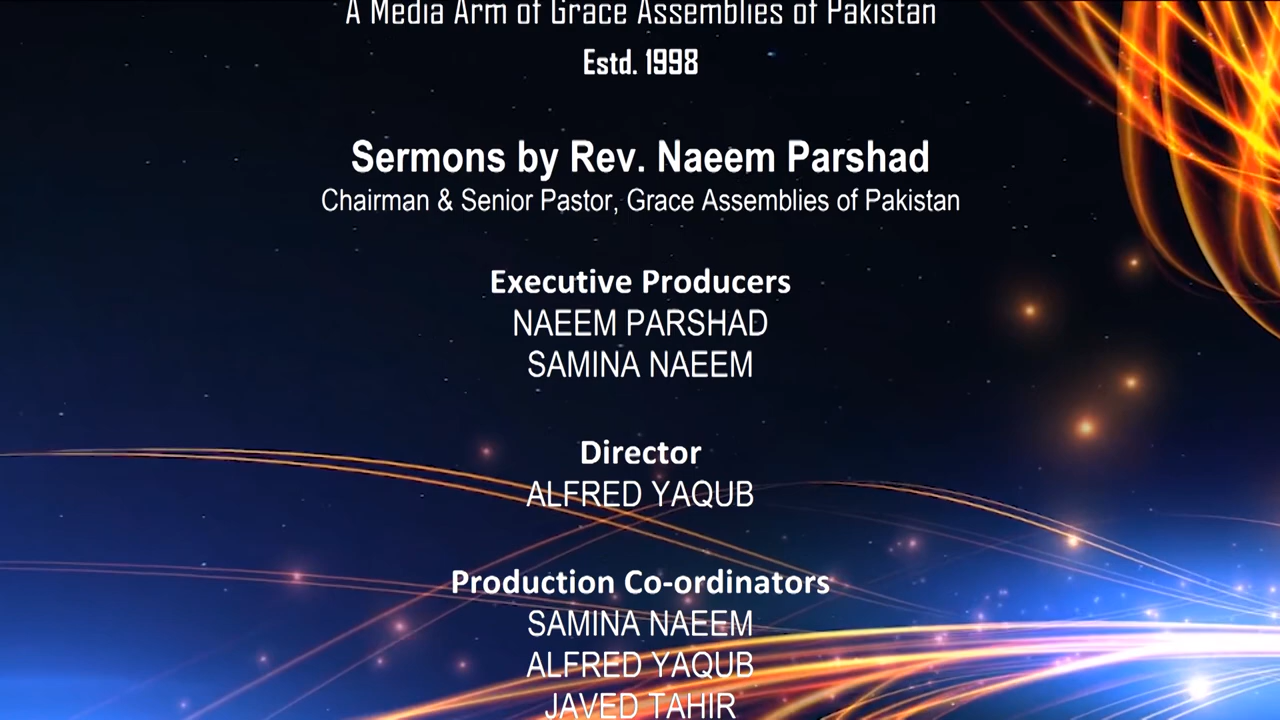 A Media Arm of Grace Assemblies of Pakistan
Estd. 1998
Sermons by Rev. Naeem Parshad
Chairman & Senior Pastor, Grace Assemblies of Pakistan
Executive Producers
NAEEM PARSHAD
SAMINA NAEEM
Director
ALFRED YAQUB
Production Co-ordinators
SAMINA NAEEM
ALFRED YAQUB
JAVED TAHIR